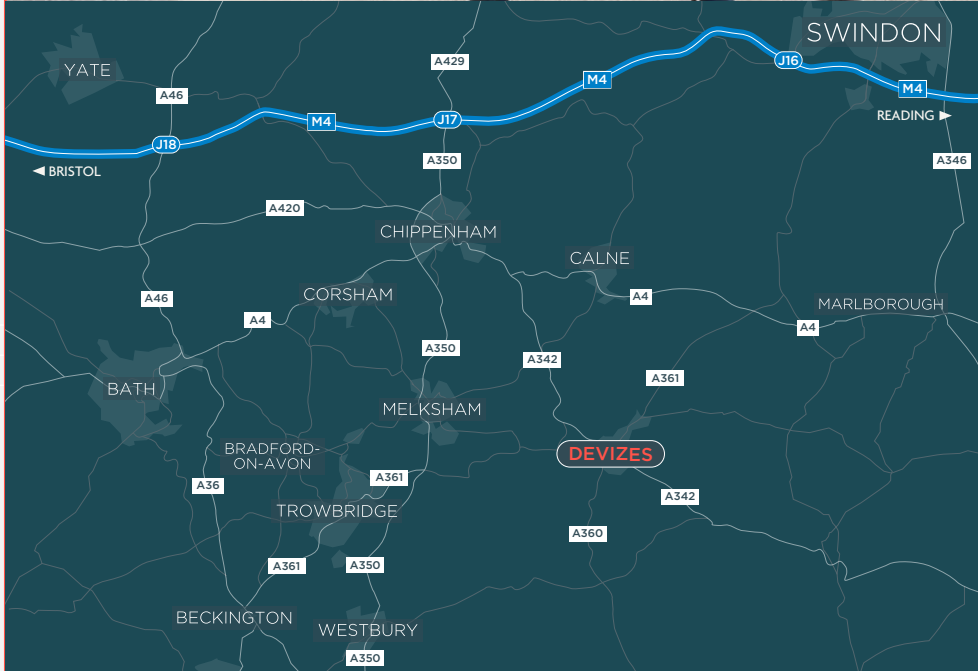 SWINDON
A429
YATE
J16
M4
M4
A46
READING ►
M4
J17
J18
A350
A346
◄ BRISTOL
A420
CHIPPENHAM
CALNE
CORSHAM
A46
A4
MARLBOROUGH
A4
A4
A350
A342
A361
BATH
MELKSHAM
BRADFORD-
ON-AVON
DEVIZES
A361
A36
A342
TROWBRIDGE
A360
A361
A350
BECKINGTON
WESTBURY
A350